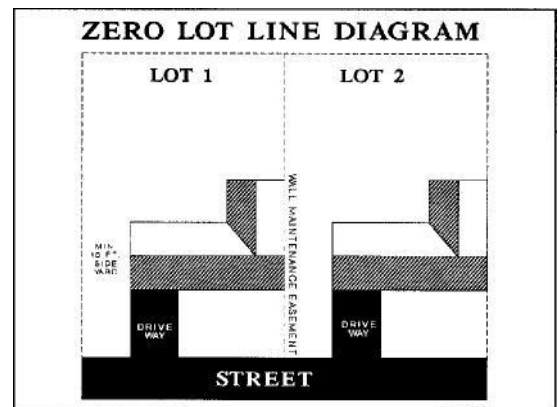 ZERO LOT LINE DIAGRAM
LOT 1
LOT 2
WALL MAINTENANCE EASEMENT
MIN.
10 FT.
SIDE
YARD
DRIVE
WAY
DRIVE
WAY
STREET